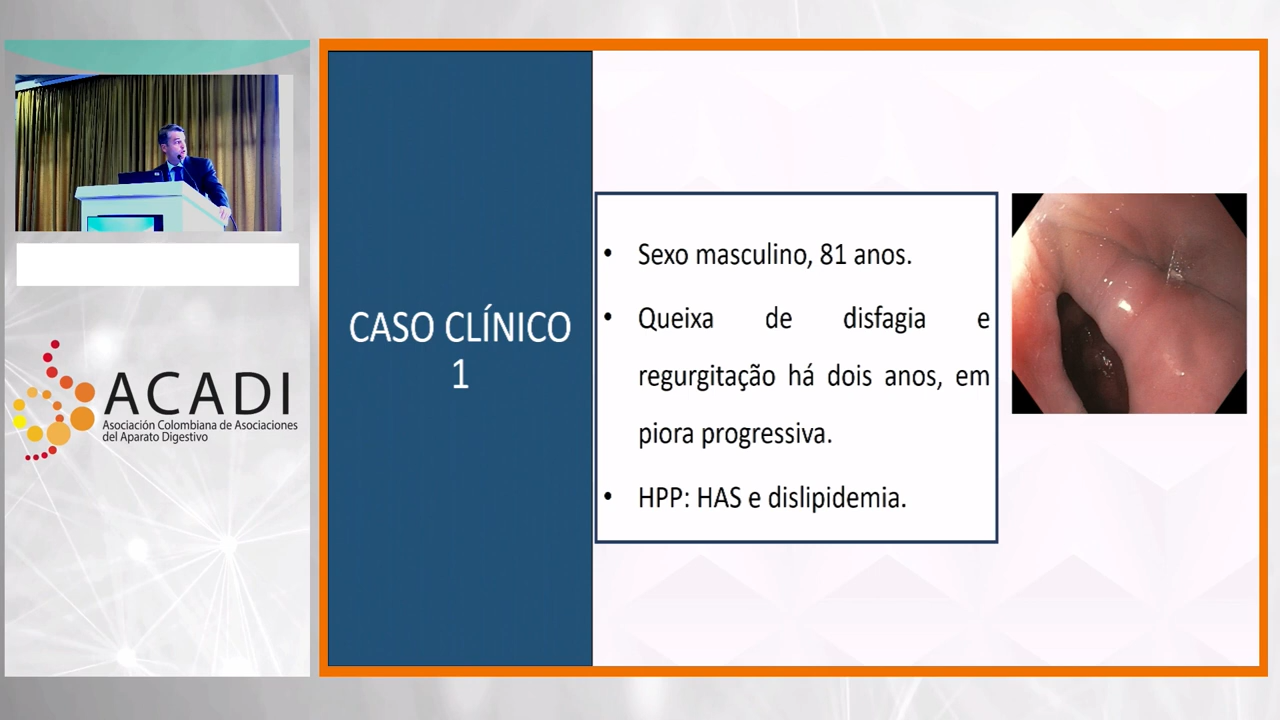 ACADI
Asociación Colombiana de Asociaciones
del Aparato Digestivo
CASO CLÍNICO
1
• Sexo masculino, 81 anos.
• Queixa de disfagia e
regurgitação há dois anos, em
piora progressiva.
• HPP: HAS e dislipidemia.